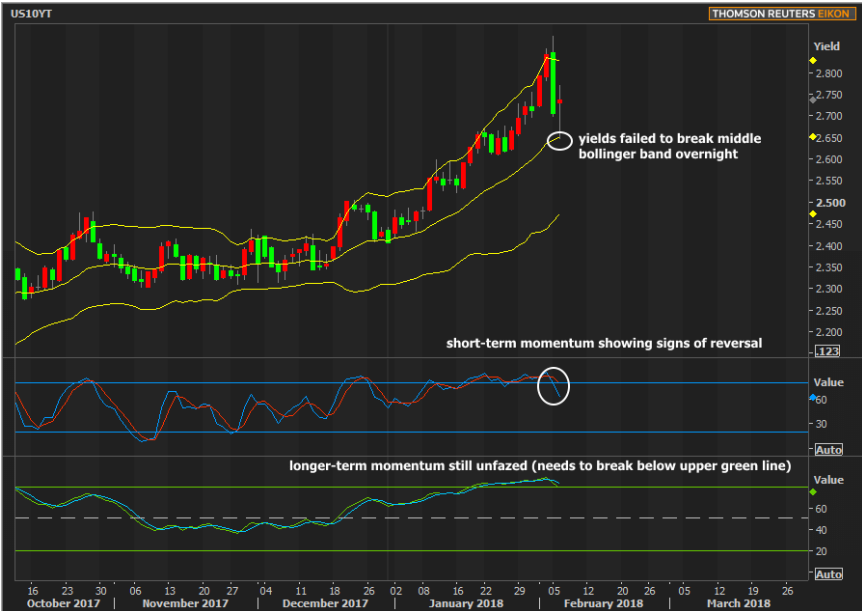 US10YT
THOMSON REUTERS EIKON
Yield
2.800
2.750
2.700
2.650
2.600
2.550
2.500
2.450
2.400
2.350
2.300
2.250
2.200
.123
yields failed to break middle
bollinger band overnight
short-term momentum showing signs of reversal
Value
60
30
Auto
longer-term momentum still unfazed (needs to break below upper green line)
Value
60
40
20
Auto
16 23 30 06 13 20 27 04 11 18 26 02 08 16 22 29 05 12 20 26 05 12 19 26
October 2017 November 2017 December 2017 January 2018 February 2018 March 2018